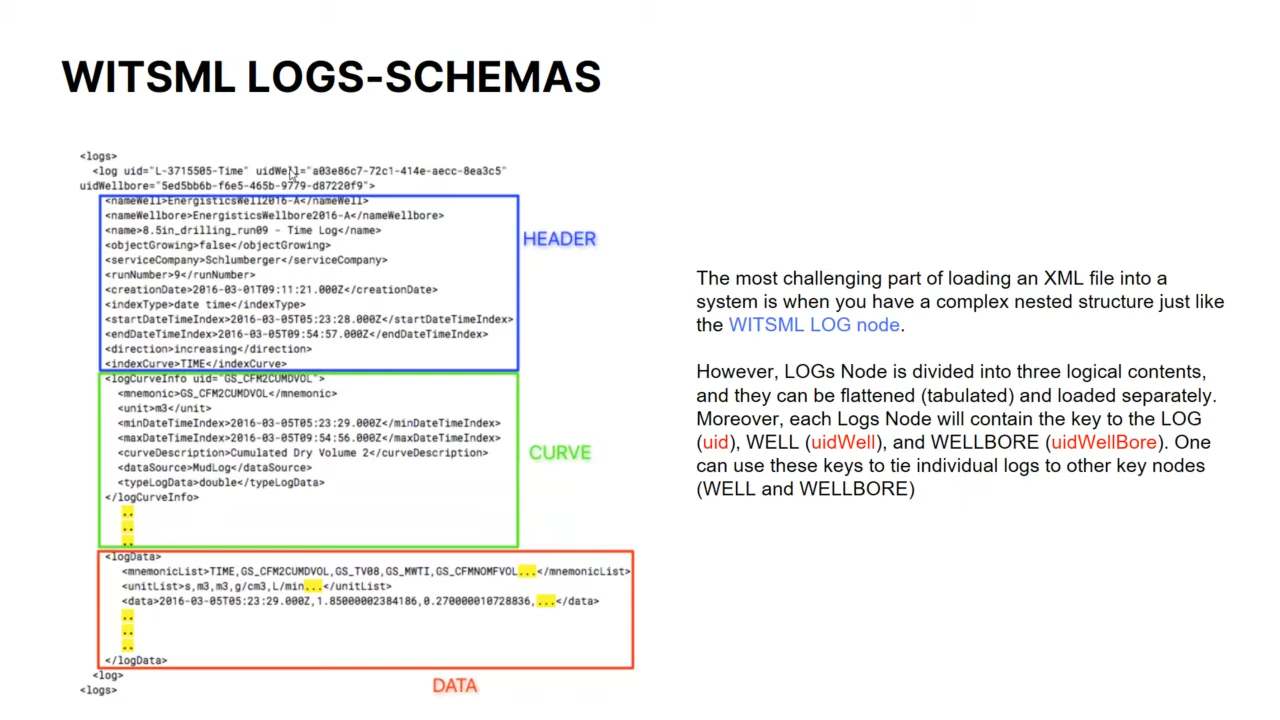 WITSML LOGS-SCHEMAS
<logs>
<log uid="L-3715505-Time" uidWell="a03e86c7-72c1-414e-aecc-8ea3c5"
uidWellbore="5ed5bb6b-f6e5-465b-9779-d87220f9">
<nameWell>EnergisticsWell2016-A</nameWell>
<nameWellbore>EnergisticsWellbore2016-A</nameWellbore>
<name>8.5in_drilling_run09 - Time Log</name>
<objectGrowing>false</objectGrowing>
<serviceCompany>Schlumberger</serviceCompany>
<runNumber>9</runNumber>
<creationDate>2016-03-01T09:11:21.000Z</creationDate>
<indexType>date time</indexType>
<startDateTimeIndex>2016-03-05T05:23:28.000Z</startDateTimeIndex>
<endDateTimeIndex>2016-03-05T09:54:57.000Z</endDateTimeIndex>
<direction>increasing</direction>
<indexCurve>TIME</indexCurve>
HEADER
<logCurveInfo uid="GS_CFM2CUMDVOL">
<mnemonic>GS_CFM2CUMDVOL</mnemonic>
<unit>m3</unit>
<minDateTimeIndex>2016-03-05T05:23:29.000Z</minDateTimeIndex>
<maxDateTimeIndex>2016-03-05T09:54:56.000Z</maxDateTimeIndex>
<curveDescription>Cumulated Dry Volume 2</curveDescription>
<dataSource>MudLog</dataSource>
<typeLogData>double</typeLogData>
</logCurveInfo>
..
..
..
CURVE
<logData>
<mnemonicList>TIME,GS_CFM2CUMDVOL,GS_TV08,GS_MWTI,GS_CFMNOMFVOL...</mnemonicList>
<unitList>s,m3,m3,g/cm3,L/min...</unitList>
<data>2016-03-05T05:23:29.000Z,1.85000002384186,0.270000010728836,...</data>
..
..
..
</logData>
<log>
<logs>
DATA
The most challenging part of loading an XML file into a
system is when you have a complex nested structure just like
the WITSML LOG node.
However, LOGs Node is divided into three logical contents,
and they can be flattened (tabulated) and loaded separately.
Moreover, each Logs Node will contain the key to the LOG
(uid), WELL (uidWell), and WELLBORE (uidWellBore). One
can use these keys to tie individual logs to other key nodes
(WELL and WELLBORE)